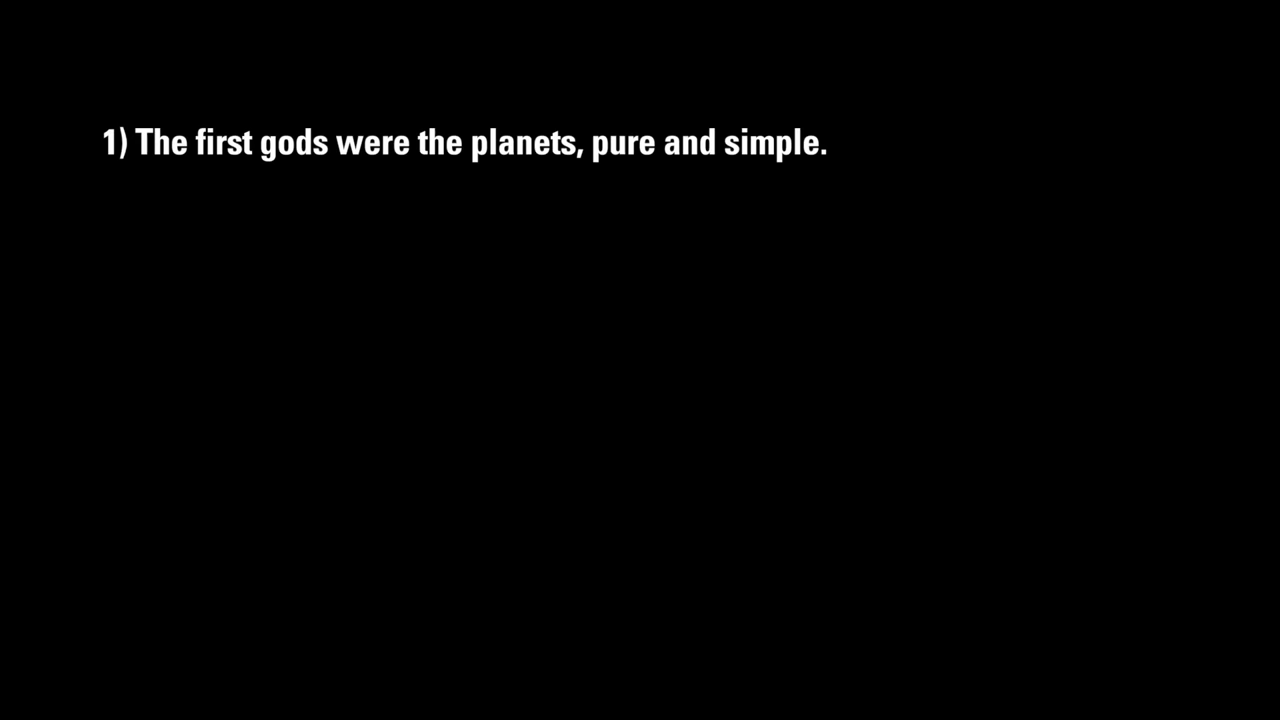 1) The first gods were the planets, pure and simple.